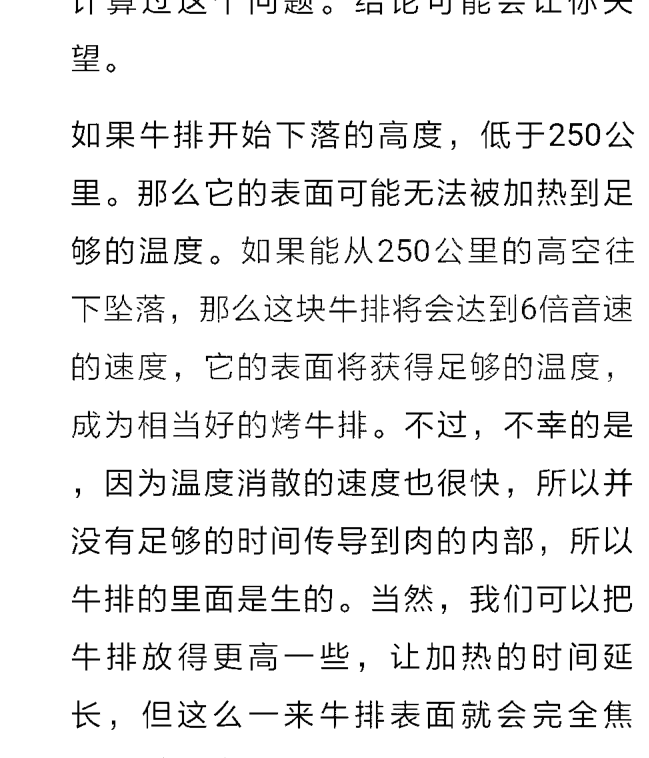 计算过这个问题。结论可能会让你失
望。
如果牛排开始下落的高度，低于250公
里。那么它的表面可能无法被加热到足
够的温度。如果能从250公里的高空往
下坠落，那么这块牛排将会达到6倍音速
的速度，它的表面将获得足够的温度，
成为相当好的烤牛排。不过，不幸的是
，因为温度消散的速度也很快，所以并
没有足够的时间传导到肉的内部，所以
牛排的里面是生的。当然，我们可以把
牛排放得更高一些，让加热的时间延
长，但这么一来牛排表面就会完全焦